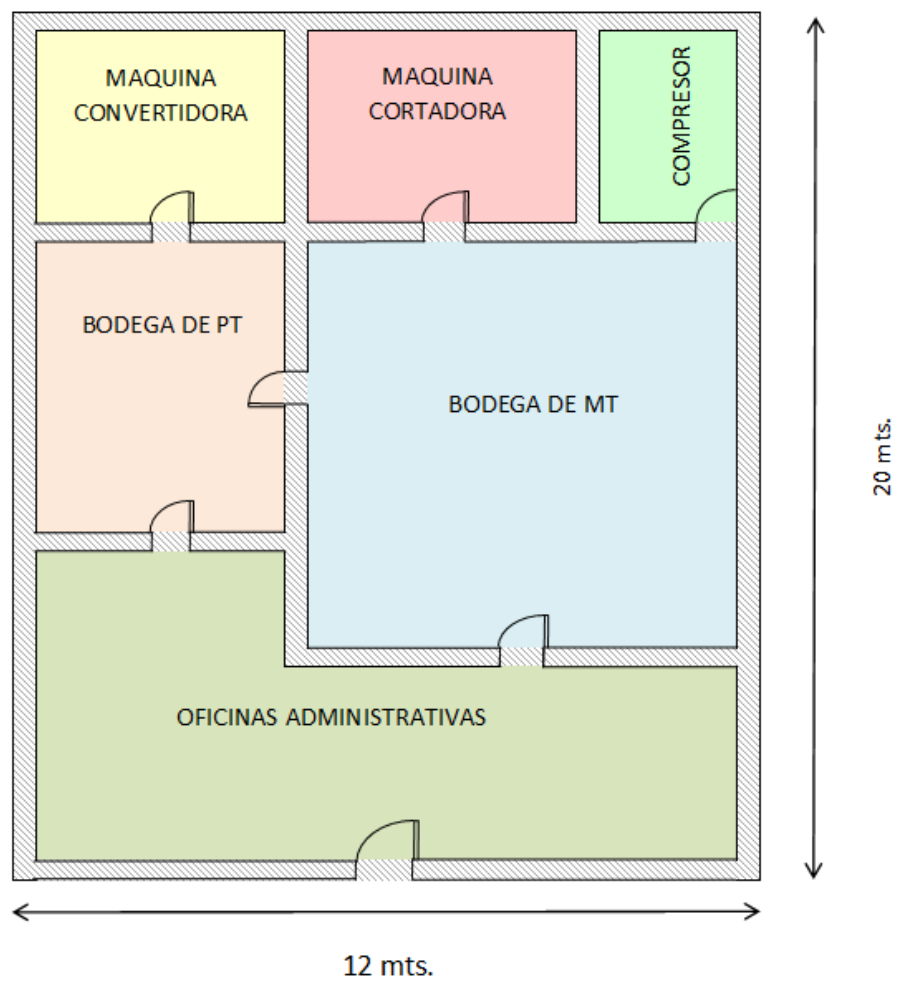 MAQUINA
CONVERTIDORA
MAQUINA
CORTADORA
COMPRESOR
BODEGA DE PT
BODEGA DE MT
20 mts.
OFICINAS ADMINISTRATIVAS
12 mts.